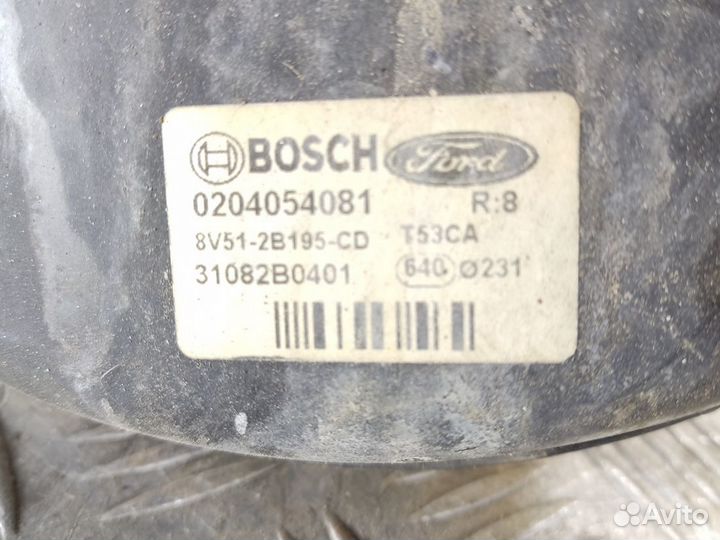 BOSCH Ford
0204054081 R:8
8V51-2B195-CD T53CA
31082B0401 640 Ø231
Avito